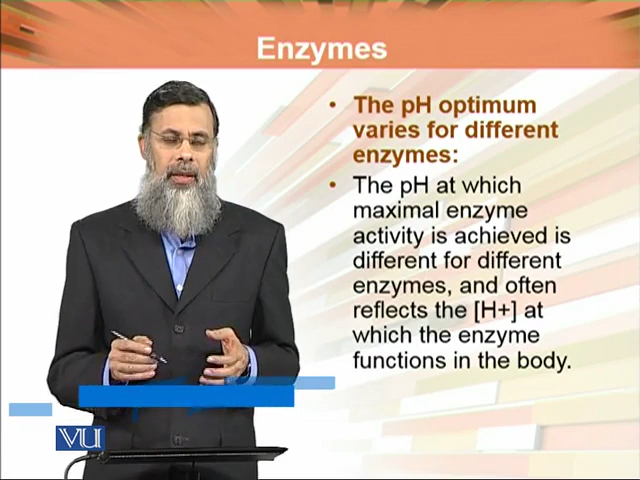 Enzymes
• The pH optimum
varies for different
enzymes:
• The pH at which
maximal enzyme
activity is achieved is
different for different
enzymes, and often
reflects the [H+] at
which the enzyme
functions in the body.
VU